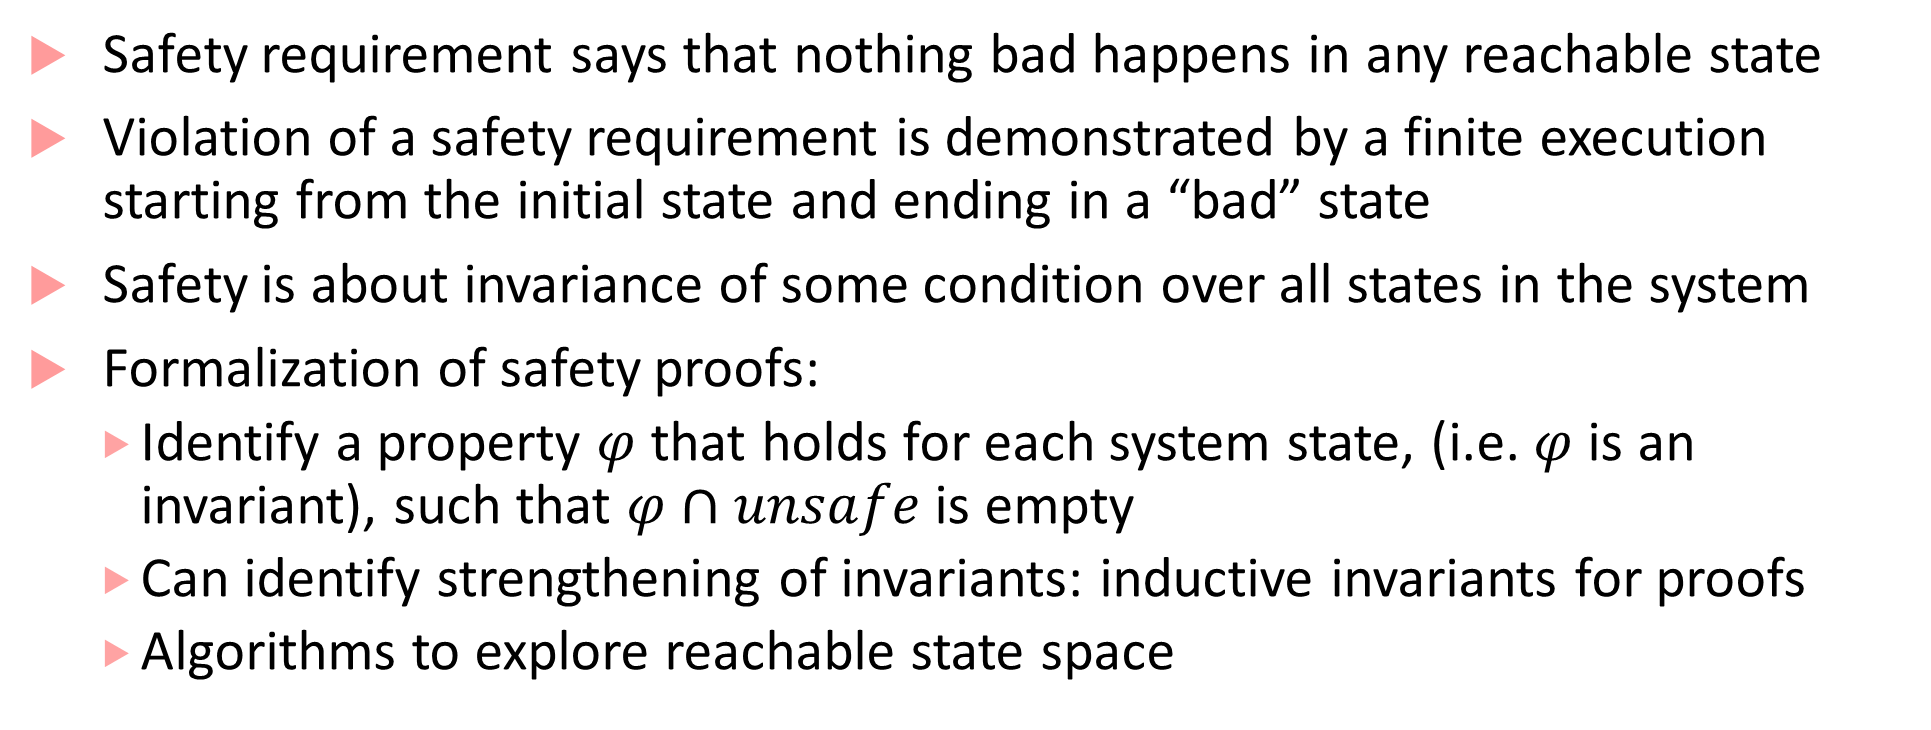 Safety requirement says that nothing bad happens in any reachable state
Violation of a safety requirement is demonstrated by a finite execution
starting from the initial state and ending in a “bad” state
Safety is about invariance of some condition over all states in the system
Formalization of safety proofs:
Identify a property 𝜑 that holds for each system state, (i.e. 𝜑 is an
invariant), such that 𝜑 ∩ 𝑢𝑛𝑠𝑎𝑓𝑒 is empty
Can identify strengthening of invariants: inductive invariants for proofs
Algorithms to explore reachable state space